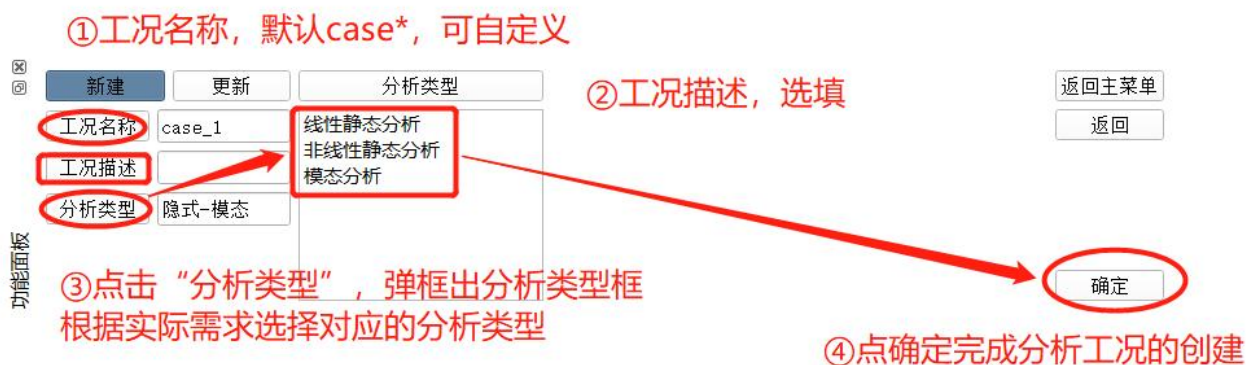 ①工况名称，默认case*，可自定义
新建
更新
分析类型
②工况描述，选填
返回主菜单
工况名称
case_1
线性静态分析
返回
非线性静态分析
工况描述
模态分析
分析类型
隐式-模态
功能面板
③点击“分析类型”，弹框出分析类型框
确定
根据实际需求选择对应的分析类型
④点确定完成分析工况的创建